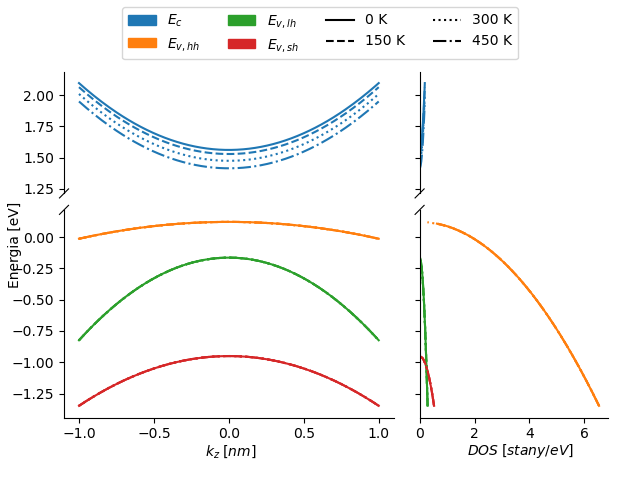 E_c E_{v,lh} 0 K 300 K
E_{v,hh} E_{v,sh} 150 K 450 K
2.00
1.75
1.50
1.25
0.00
−0.25
−0.50
−0.75
−1.00
−1.25
Energia [eV]
−1.0 −0.5 0.0 0.5 1.0 0 2 4 6
k_z [nm] DOS [stany/eV]